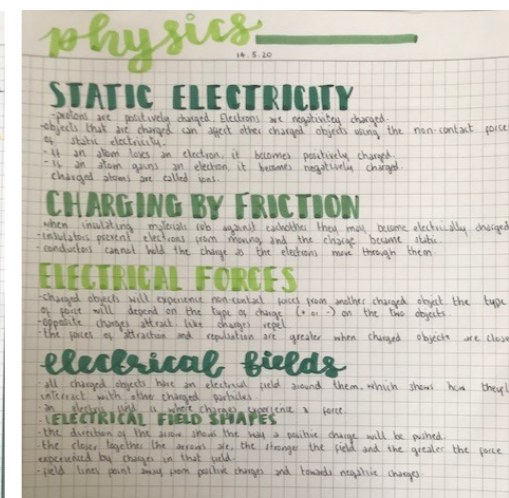 physics
14.5.20
STATIC ELECTRICITY
-protons are positively charged. Electrons are negatively charged.
-objects that are charged can affect other charged objects using the non-contact force
of static electricity.
-if an atom loses an electron, it becomes positively charged.
-if an atom gains an electron, it becomes negatively charged.
charged atoms are called ions.
CHARGING BY FRICTION
when insulating materials rub against eachother they may become electrically charged
-insulators prevent electrons from moving and the charge become static.
-conductors cannot hold the charge as the electrons move through them
ELECTRICAL FORCES
-charged objects will experience non-contact forces from another charged object the type
of force will depend on the type of charge (+ or -) on the two objects.
-opposite charges attract like charges repel
-the forces of attraction and repulsion are greater when charged objects are close
electrical fields
-all charged objects have an electrical field around them, which shows how they'll
interact with other charged particles.
-an electric field is where charges experience a force.
ELECTRICAL FIELD SHAPES
-the direction of the arrow shows the way a positive charge will be pushed.
-the closer together the arrows are, the stronger the field and the greater the force
experienced by charges in that field.
-field lines point away from positive charges and towards negative charges.